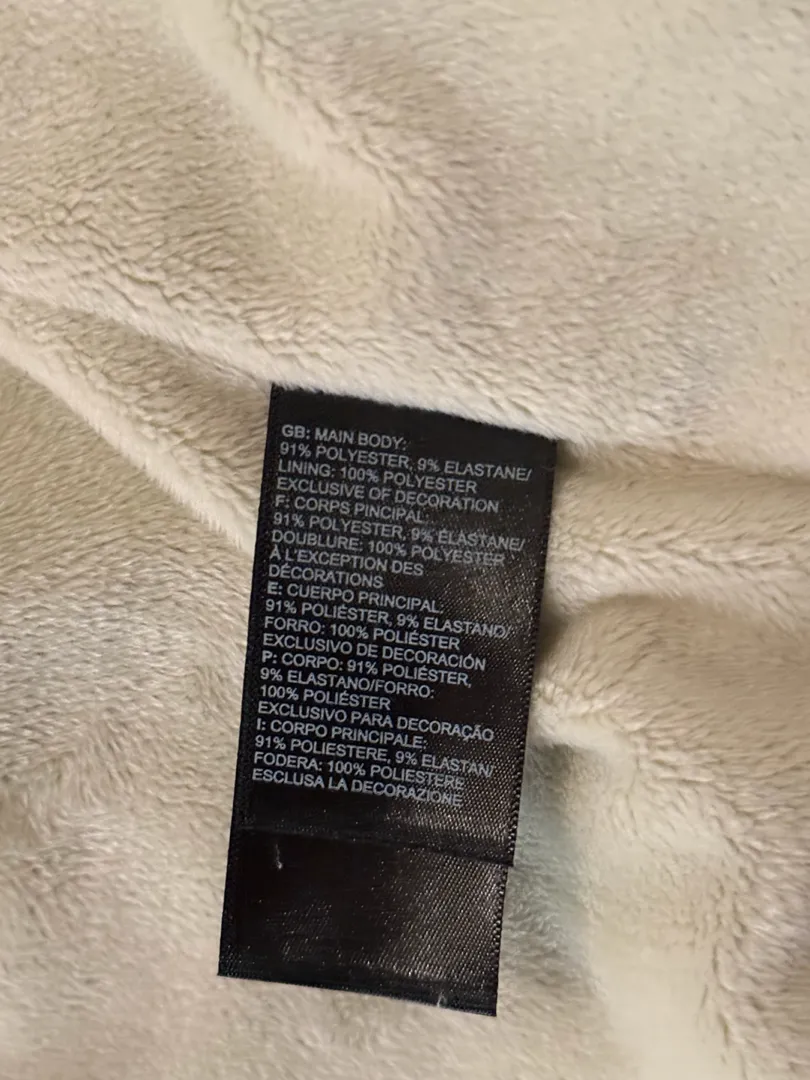 GB: MAIN BODY:
91% POLYESTER, 9% ELASTANE/
LINING: 100% POLYESTER
EXCLUSIVE OF DECORATION
F: CORPS PINCIPAL:
91% POLYESTER, 9% ÉLASTANE/
DOUBLURE: 100% POLYESTER
À L'EXCEPTION DES
DÉCORATIONS
E: CUERPO PRINCIPAL:
91% POLIÉSTER, 9% ELASTANO/
FORRO: 100% POLIÉSTER
EXCLUSIVO DE DECORACIÓN
P: CORPO: 91% POLIÉSTER,
9% ELASTANO/FORRO:
100% POLIÉSTER
EXCLUSIVO PARA DECORAÇÃO
I: CORPO PRINCIPALE:
91% POLIESTERE, 9% ELASTAN/
FODERA: 100% POLIESTERE
ESCLUSA LA DECORAZIONE